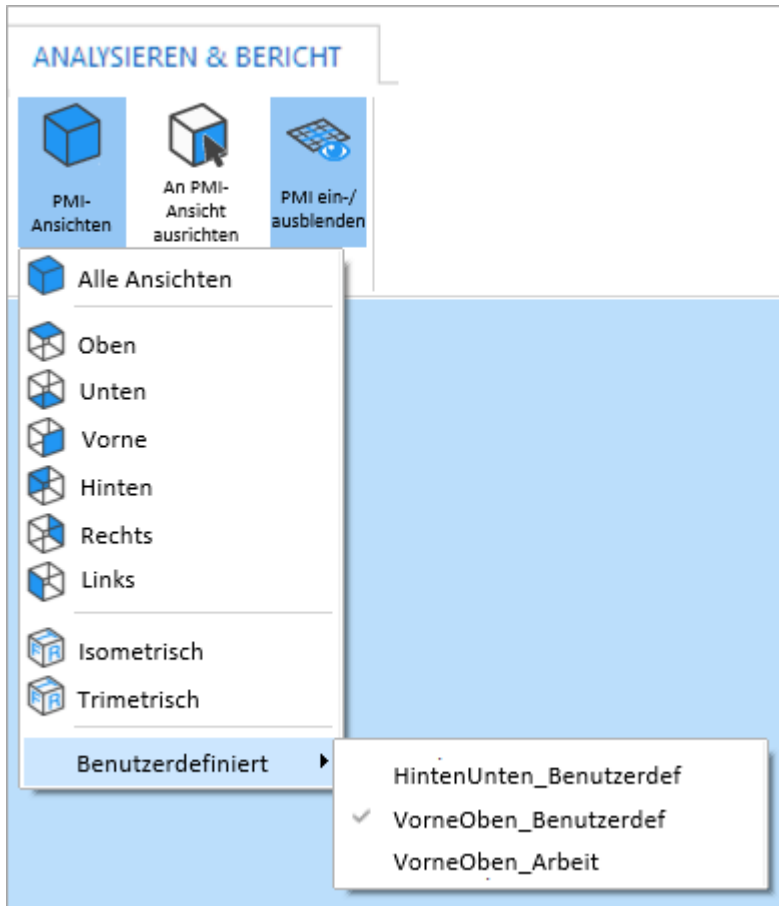 ANALYSIEREN & BERICHT
PMI-
Ansichten
An PMI-
Ansicht
ausrichten
PMI ein-/
ausblenden
Alle Ansichten
Oben
Unten
Vorne
Hinten
Rechts
Links
Isometrisch
Trimetrisch
Benutzerdefiniert
HintenUnten_Benutzerdef
VorneOben_Benutzerdef
VorneOben_Arbeit